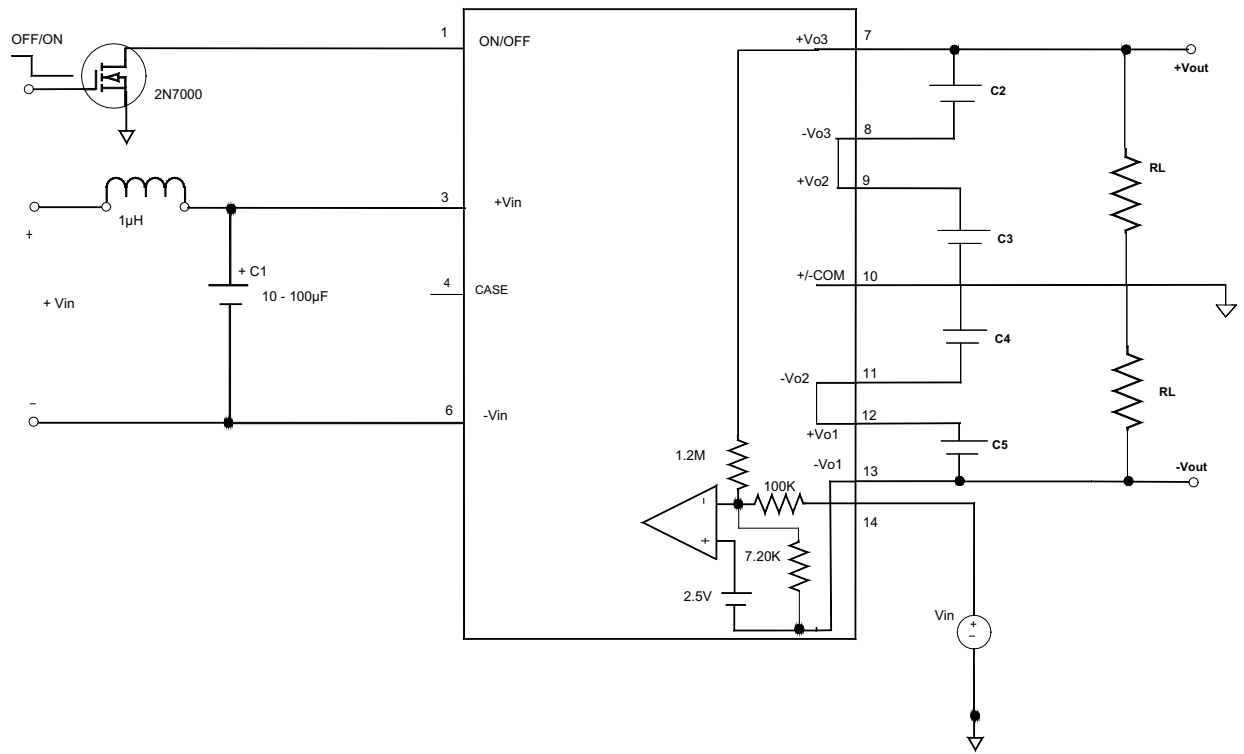 OFF/ON
2N7000
1
ON/OFF
+Vo3
7
+Vout
C2
-Vo3
8
+Vo2
9
RL
1µH
3
+Vin
+
C3
+ C1
10 - 100µF
+ Vin
4
CASE
+/-COM
10
C4
-Vo2
11
RL
12
+Vo1
C5
−
6
-Vin
-Vo1
13
-Vout
1.2M
100K
14
−
+
7.20K
2.5V
Vin
+
−